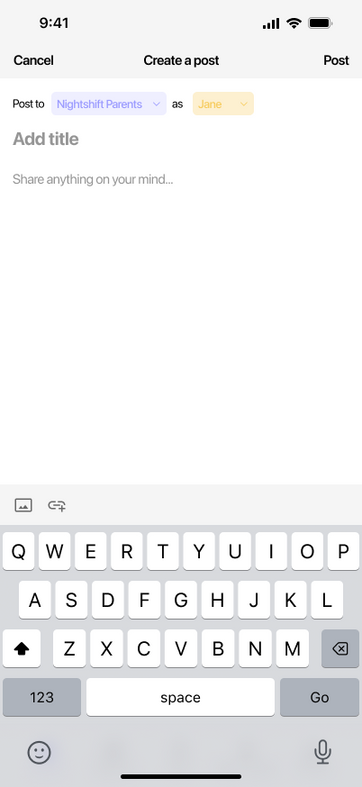 9:41
Cancel Create a post Post
Post to Nightshift Parents as Jane
Add title
Share anything on your mind...
Q W E R T Y U I O P
A S D F G H J K L
Z X C V B N M
123 space Go